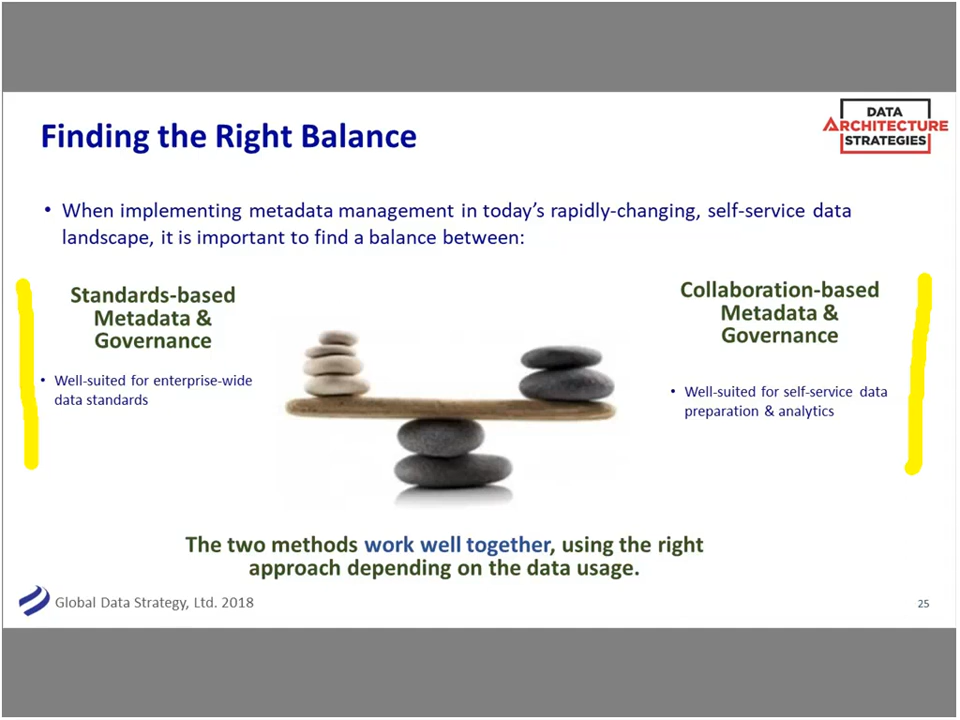 Finding the Right Balance
DATA
ARCHITECTURE
STRATEGIES
• When implementing metadata management in today's rapidly-changing, self-service data
landscape, it is important to find a balance between:
Standards-based
Metadata &
Governance
• Well-suited for enterprise-wide
data standards
Collaboration-based
Metadata &
Governance
• Well-suited for self-service data
preparation & analytics
The two methods work well together, using the right
approach depending on the data usage.
Global Data Strategy, Ltd. 2018
25